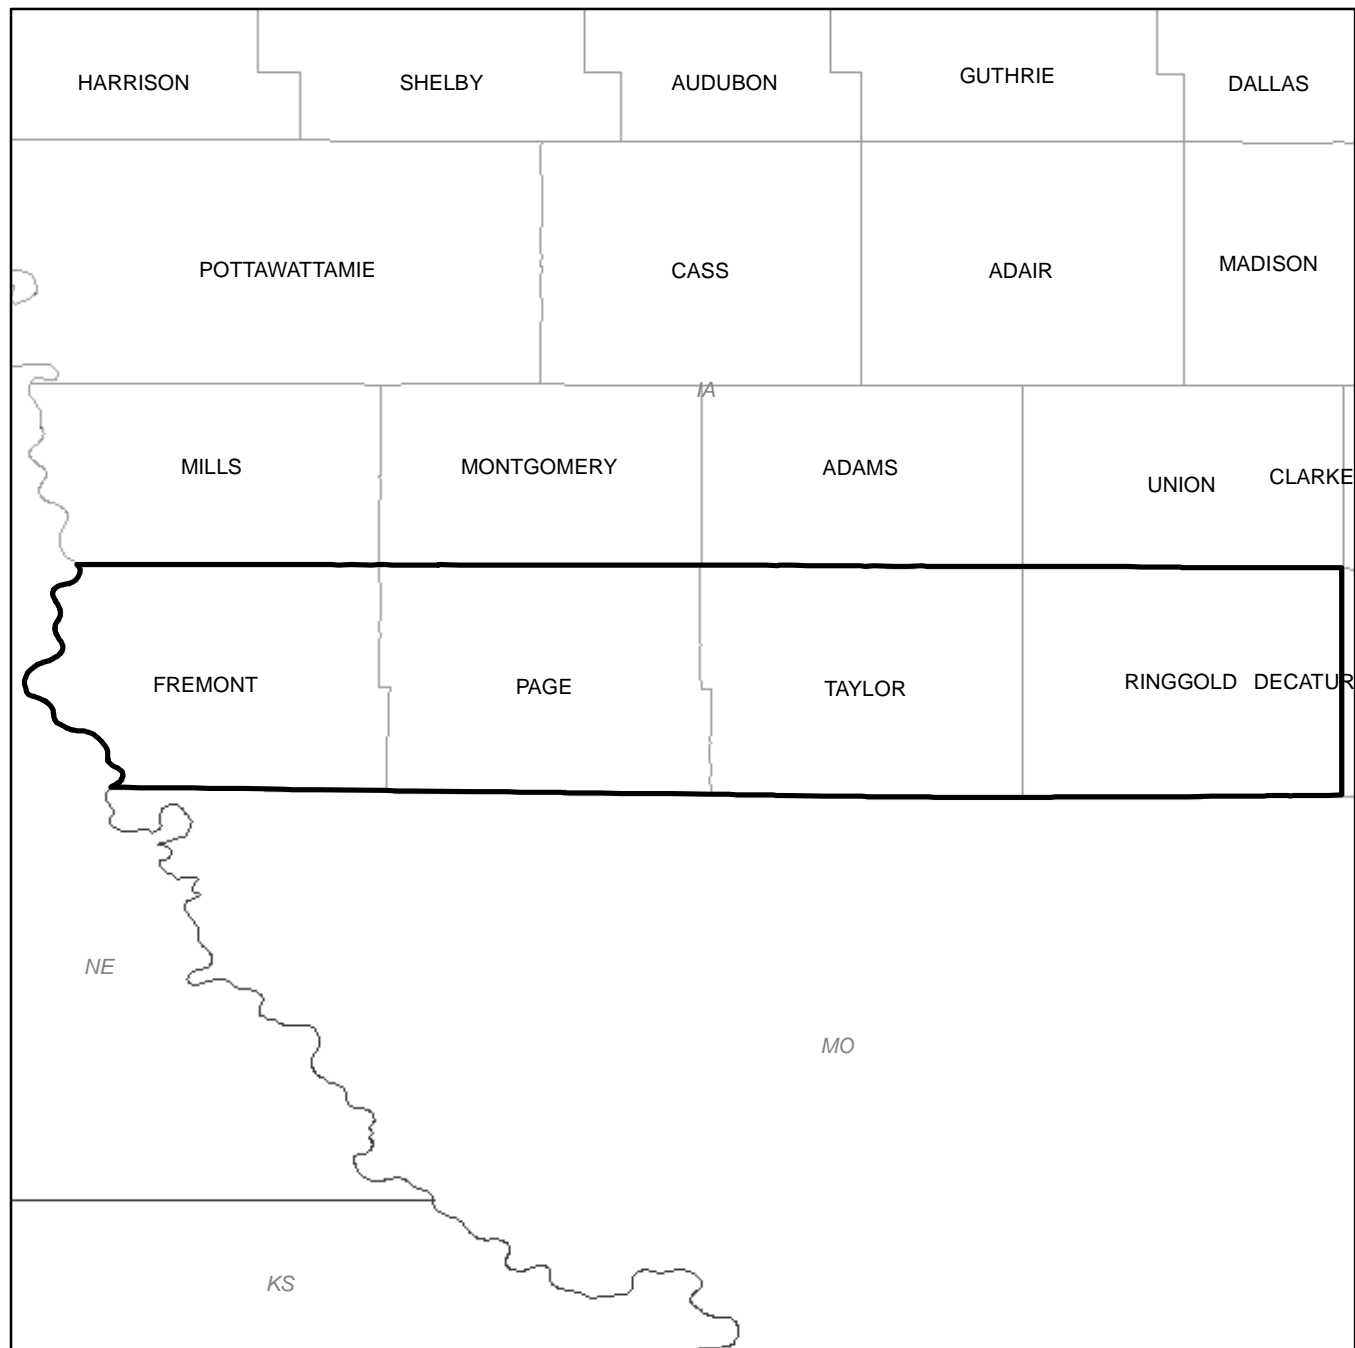 HARRISON
SHELBY
AUDUBON
GUTHRIE
DALLAS
POTTAWATTAMIE
CASS
ADAIR
MADISON
IA
MILLS
MONTGOMERY
ADAMS
UNION
CLARKE
FREMONT
PAGE
TAYLOR
RINGGOLD
DECATUR
NE
MO
KS